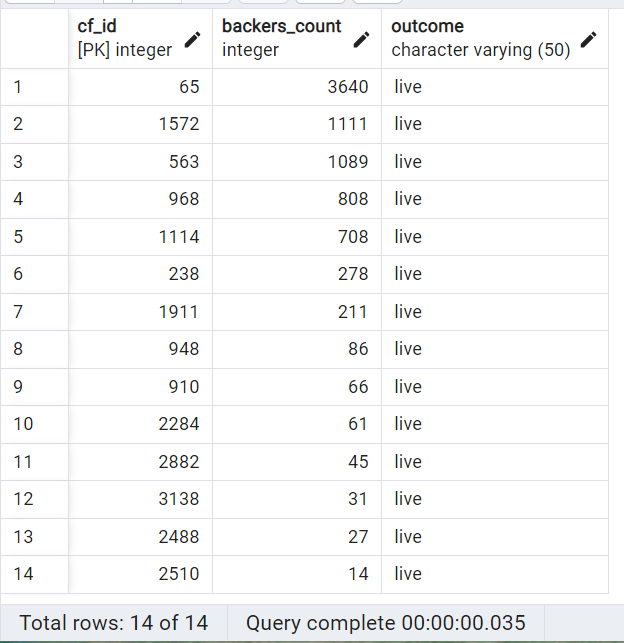 cf_id backers_count outcome
[PK] integer integer character varying (50)
1 65 3640 live
2 1572 1111 live
3 563 1089 live
4 968 808 live
5 1114 708 live
6 238 278 live
7 1911 211 live
8 948 86 live
9 910 66 live
10 2284 61 live
11 2882 45 live
12 3138 31 live
13 2488 27 live
14 2510 14 live
Total rows: 14 of 14 Query complete 00:00:00.035